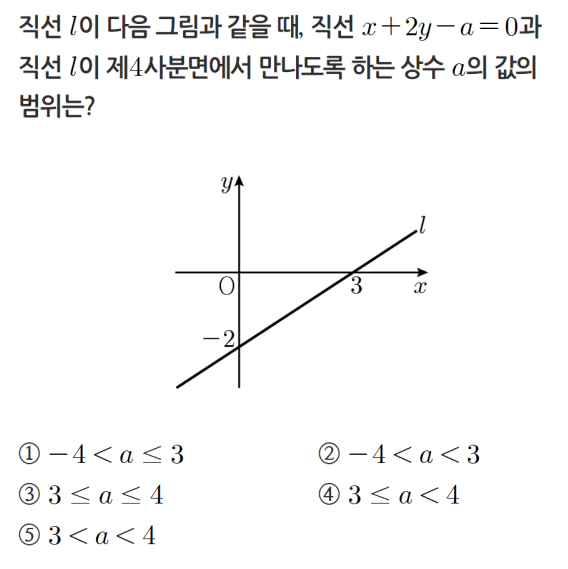 직선 l이 다음 그림과 같을 때, 직선 x+2y-a=0과
직선 l이 제4사분면에서 만나도록 하는 상수 a의 값의
범위는?
y
l
O
3
x
-2
① -4<a≤3
② -4<a<3
③ 3≤a≤4
④ 3≤a<4
⑤ 3<a<4